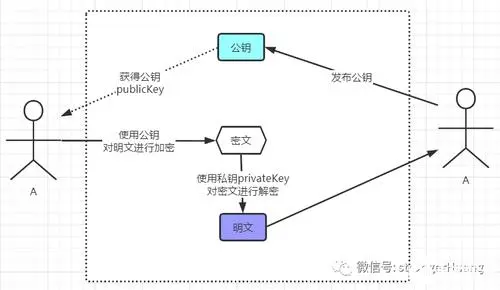 公钥
获得公钥
publicKey
发布公钥
使用公钥
对明文进行加密
密文
A
A
使用私钥privateKey
对密文进行解密
明文
微信号: